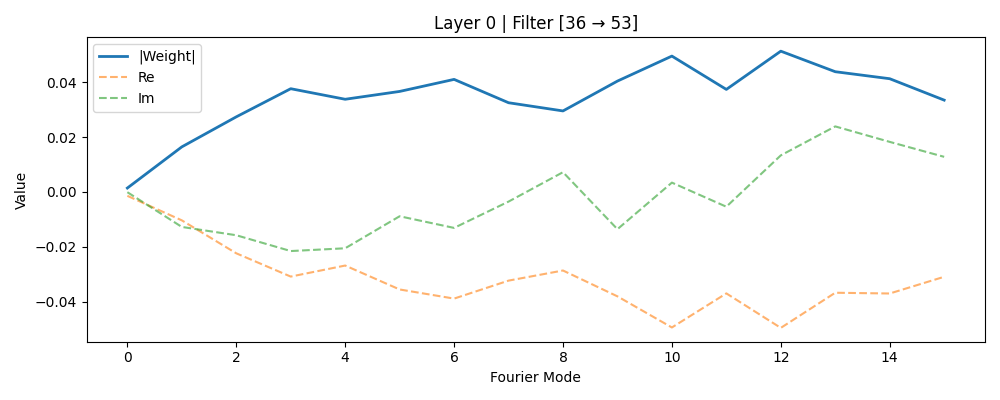 Layer 0 | Filter [36 → 53]
|Weight|
Re
Im
0.04
0.02
0.00
−0.02
−0.04
Value
0 2 4 6 8 10 12 14
Fourier Mode